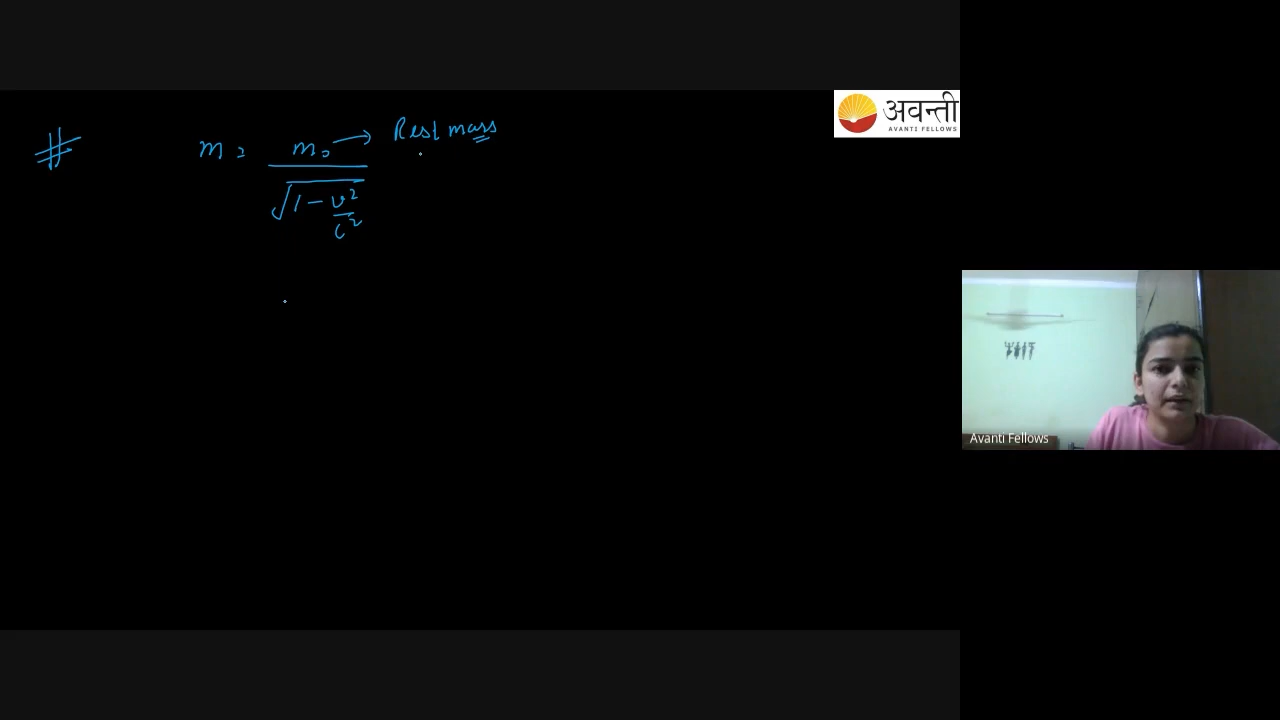 अवन्ती
AVANTI FELLOWS
# m = m₀ / √(1 - v²/c²) → Rest mass
Avanti Fellows